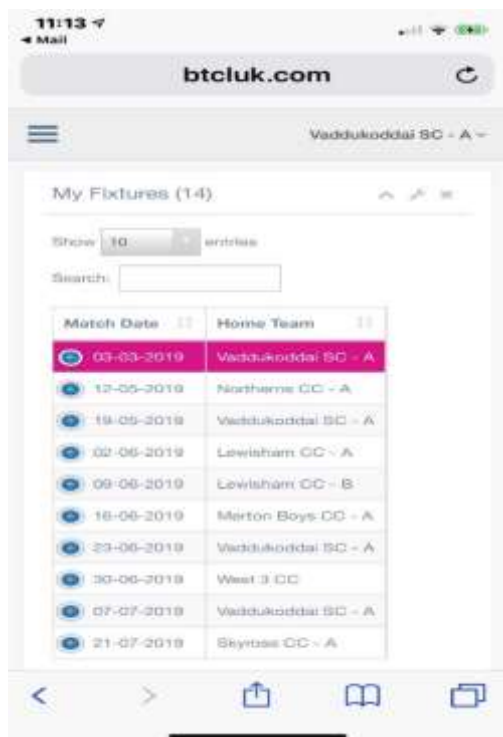 11:13
◄ Mail
btcluk.com
Vaddukoddai SC - A
My Fixtures (14)
Show 10 entries
Search:
Match Date Home Team
03-03-2019 Vaddukoddai SC - A
12-05-2019 Northerns CC - A
19-05-2019 Vaddukoddai SC - A
02-06-2019 Lewisham CC - A
09-06-2019 Lewisham CC - B
16-06-2019 Merton Boys CC - A
23-06-2019 Vaddukoddai SC - A
30-06-2019 West 3 CC
07-07-2019 Vaddukoddai SC - A
21-07-2019 Skyross CC - A